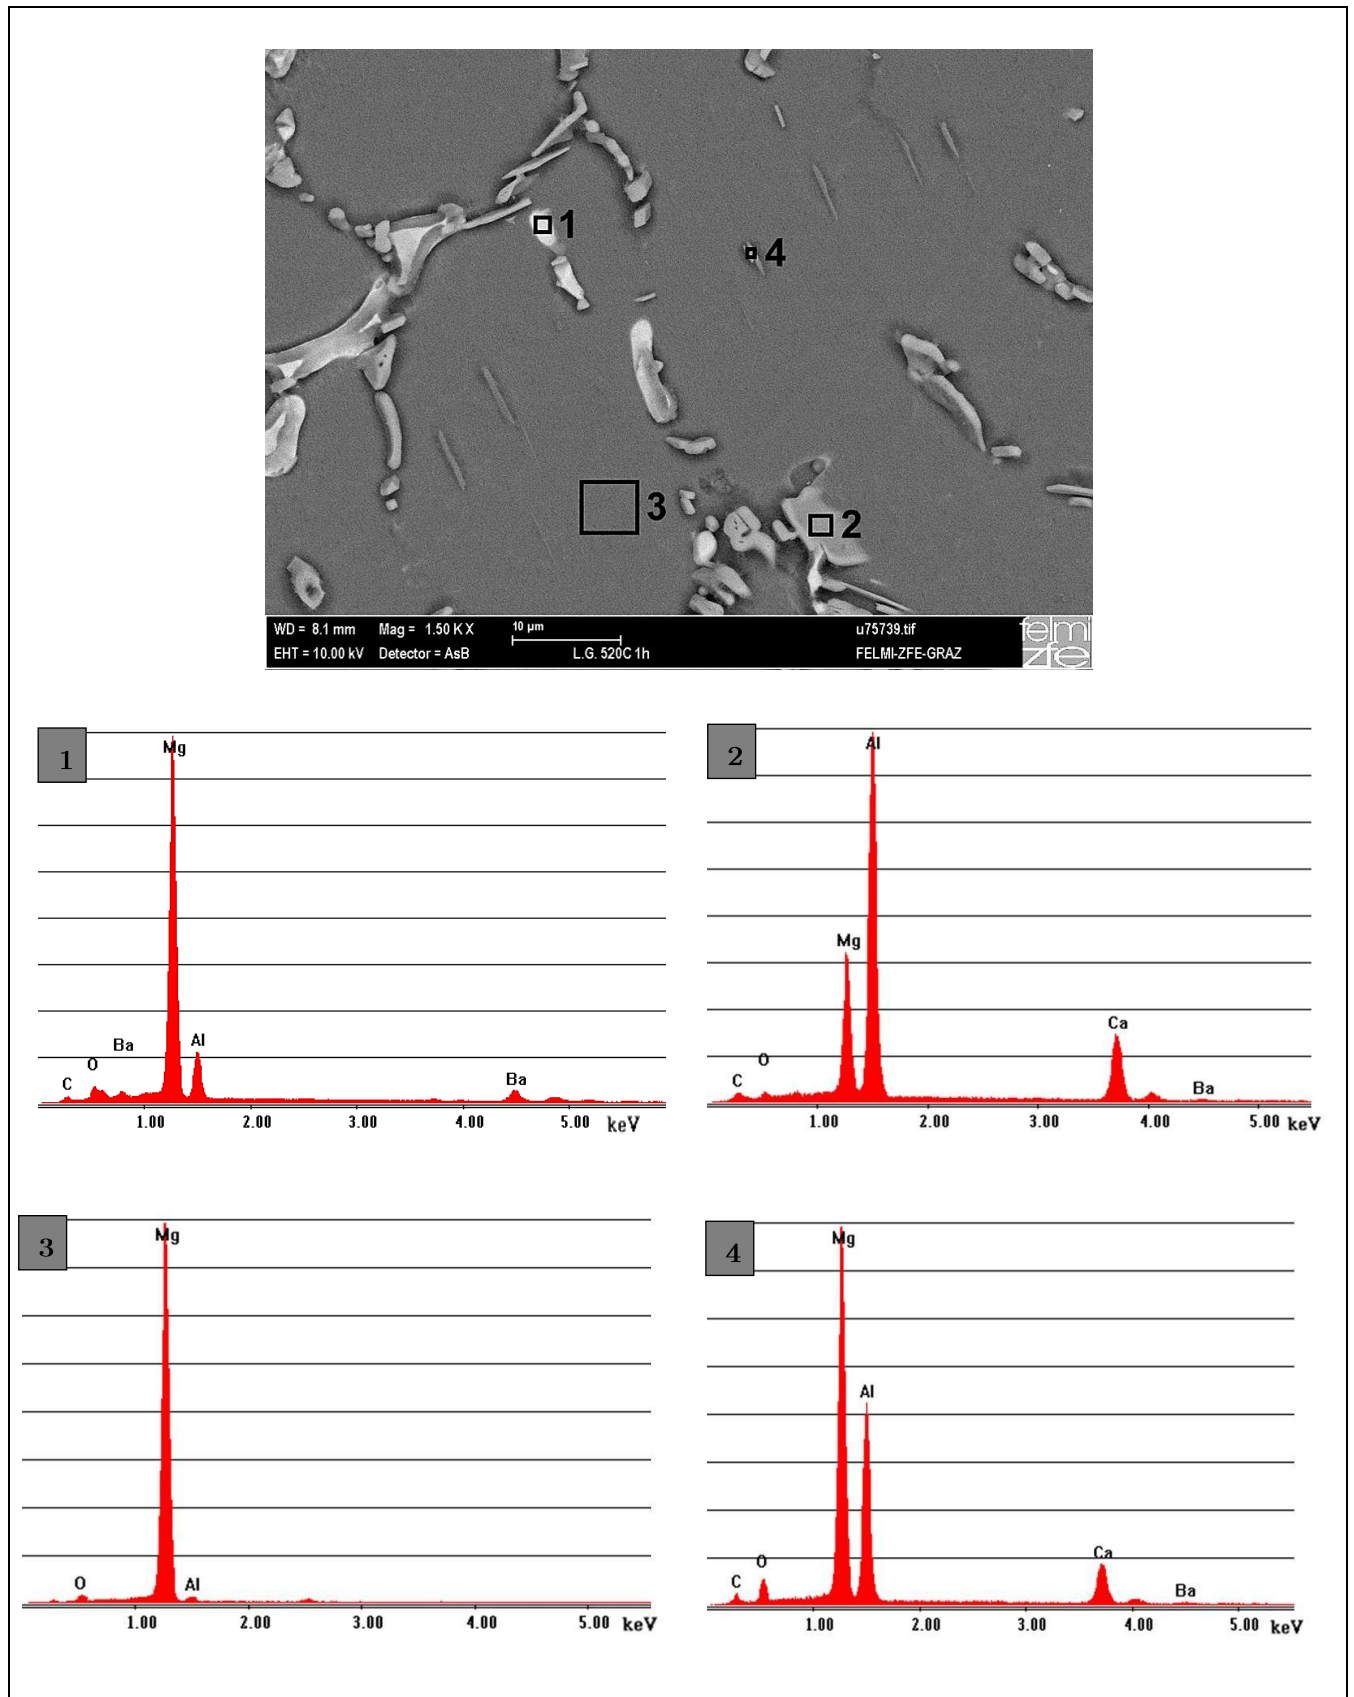 1
4
3
2
WD = 8.1 mm Mag = 1.50 K X 10 µm u75739.tif felmi
EHT = 10.00 kV Detector = AsB L.G. 520C 1h FELMI-ZFE-GRAZ zfe
1
Mg
Al
Ba
O
C
Ba
1.00 2.00 3.00 4.00 5.00 keV
2
Al
Mg
Ca
O
C
Ba
1.00 2.00 3.00 4.00 5.00 keV
3
Mg
O
Al
1.00 2.00 3.00 4.00 5.00 keV
4
Mg
Al
Ca
O
C
Ba
1.00 2.00 3.00 4.00 5.00 keV